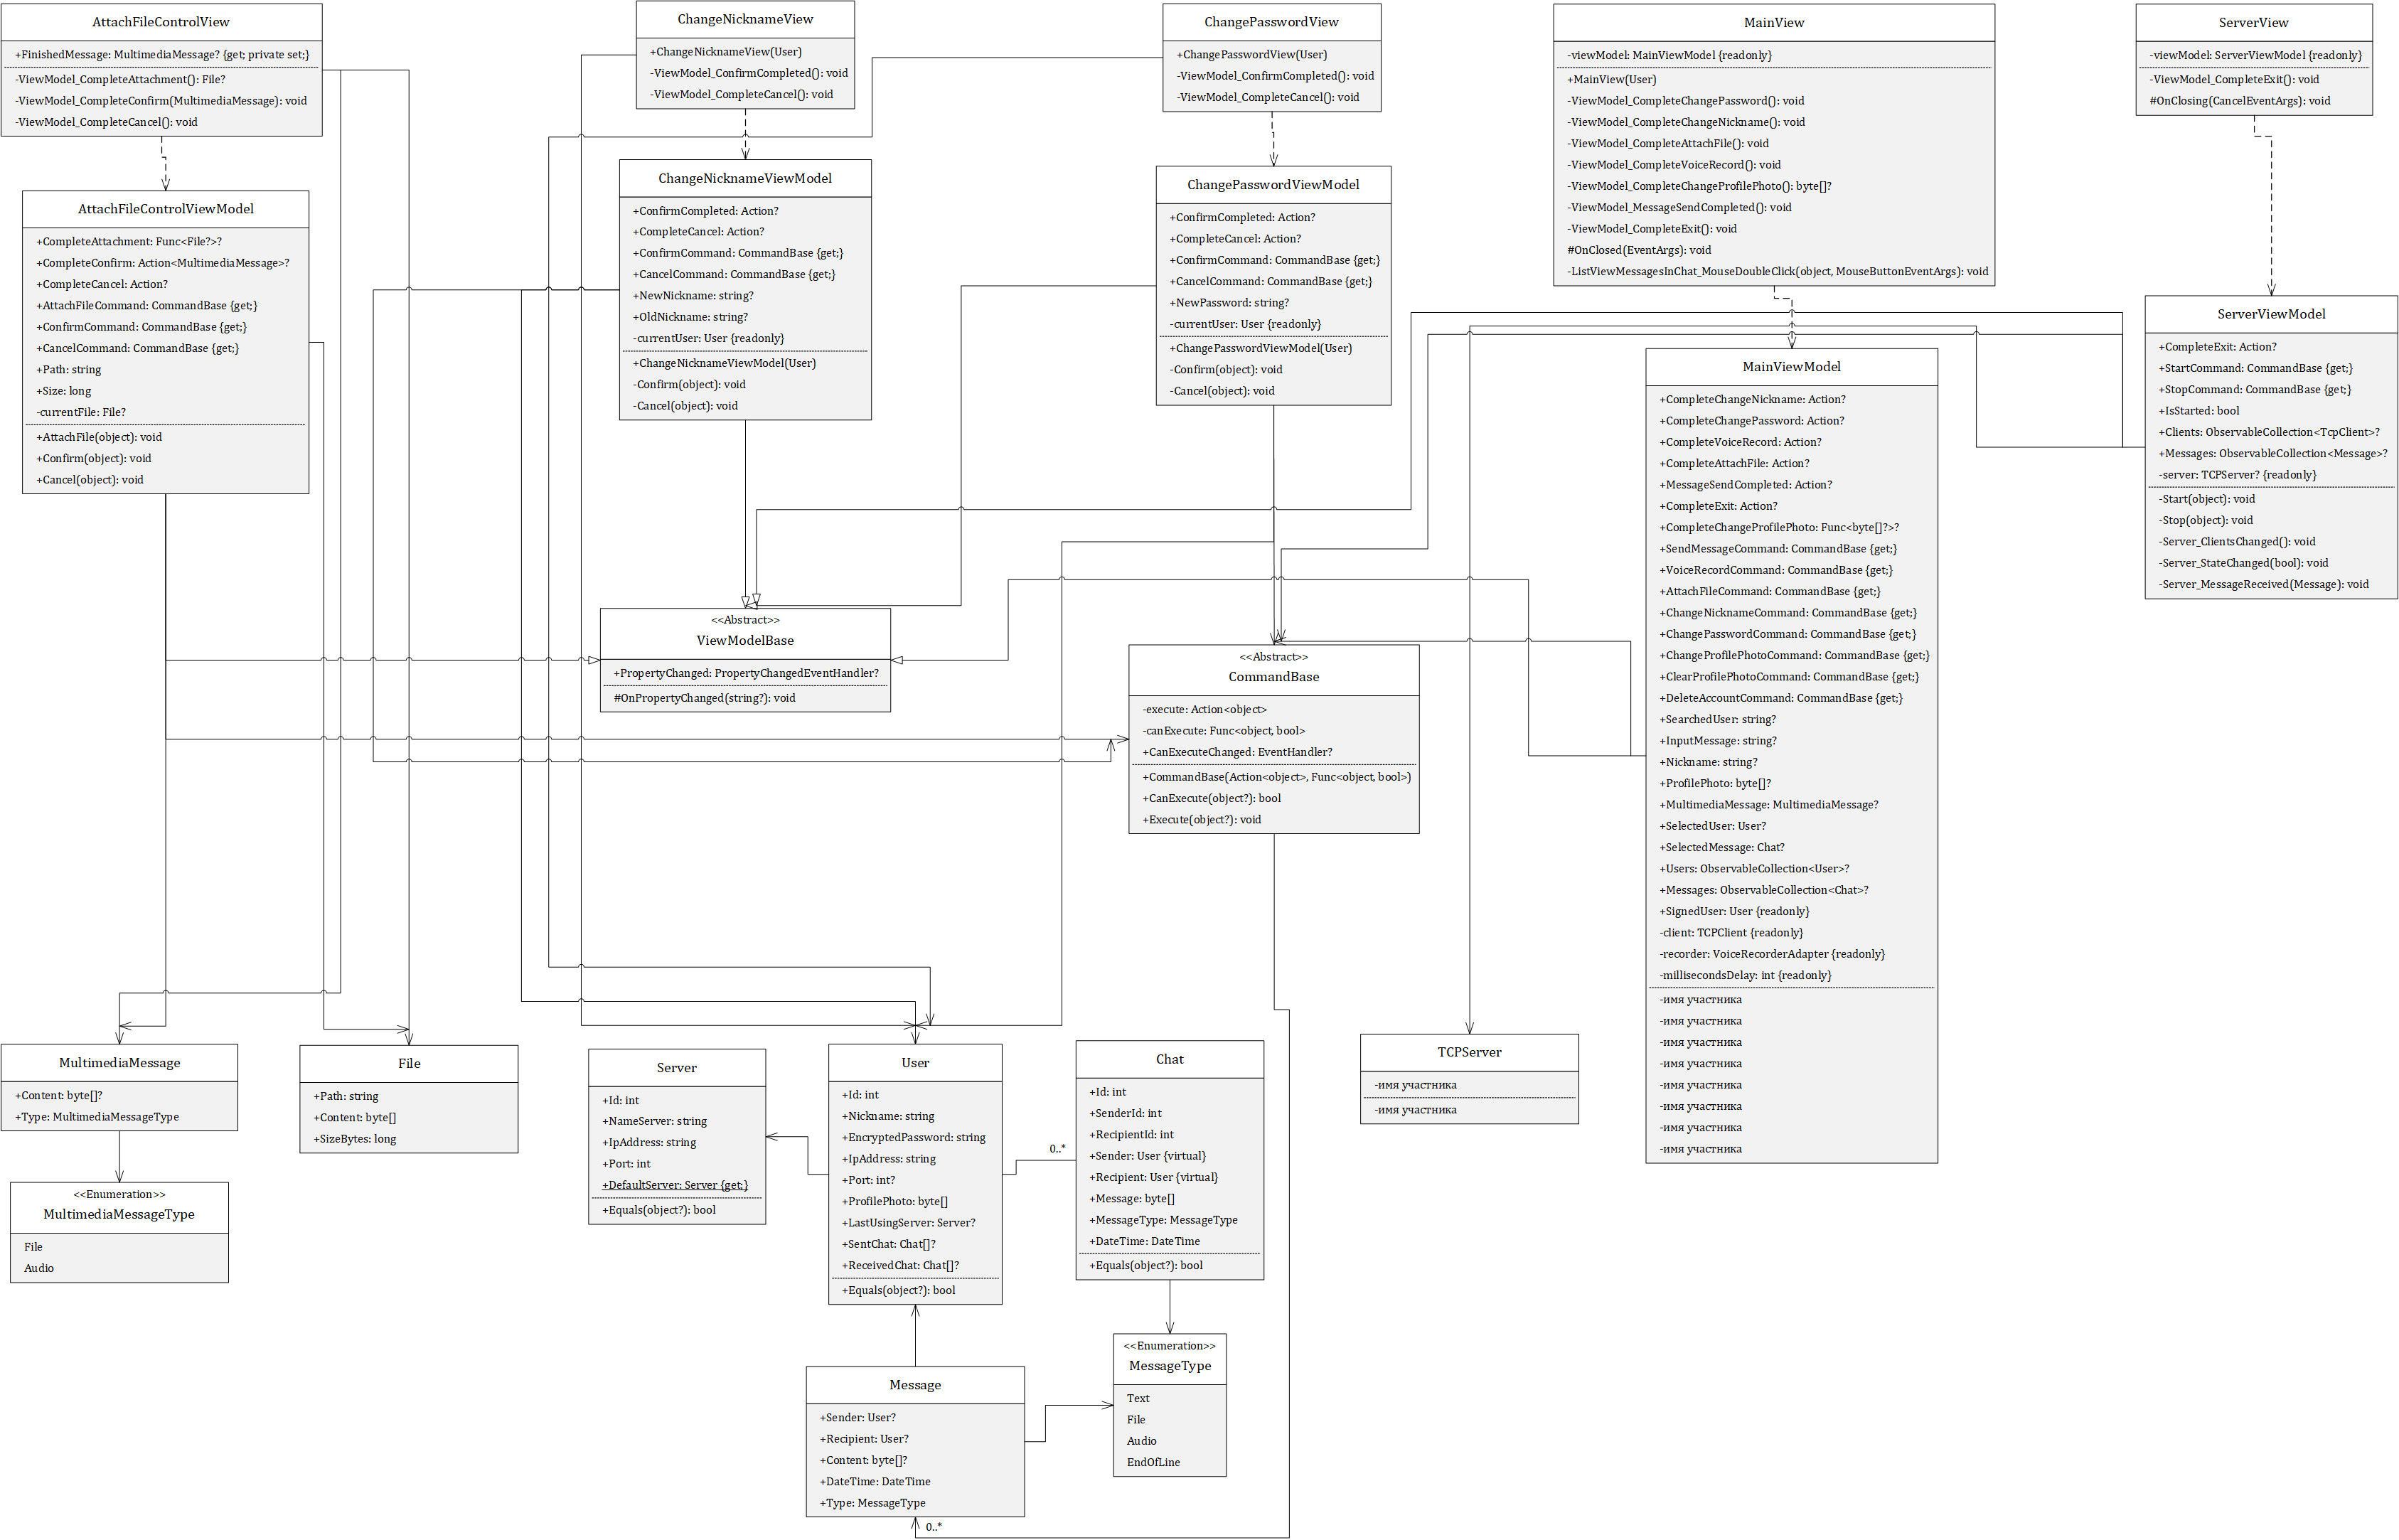 AttachFileControlView
+FinishedMessage: MultimediaMessage? {get; private set;}
-ViewModel_CompleteAttachment(): File?
-ViewModel_CompleteConfirm(MultimediaMessage): void
-ViewModel_CompleteCancel(): void
ChangeNicknameView
+ChangeNicknameView(User)
-ViewModel_ConfirmCompleted(): void
-ViewModel_CompleteCancel(): void
ChangePasswordView
+ChangePasswordView(User)
-ViewModel_ConfirmCompleted(): void
-ViewModel_CompleteCancel(): void
MainView
-viewModel: MainViewModel {readonly}
+MainView(User)
-ViewModel_CompleteChangePassword(): void
-ViewModel_CompleteChangeNickname(): void
-ViewModel_CompleteAttachFile(): void
-ViewModel_CompleteVoiceRecord(): void
-ViewModel_CompleteChangeProfilePhoto(): byte[]?
-ViewModel_MessageSendCompleted(): void
-ViewModel_CompleteExit(): void
#OnClosed(EventArgs): void
-ListViewMessagesInChat_MouseDoubleClick(object, MouseButtonEventArgs): void
ServerView
-viewModel: ServerViewModel {readonly}
-ViewModel_CompleteExit(): void
#OnClosing(CancelEventArgs): void
AttachFileControlViewModel
+CompleteAttachment: Func<File?>?
+CompleteConfirm: Action<MultimediaMessage>?
+CompleteCancel: Action?
+AttachFileCommand: CommandBase {get;}
+ConfirmCommand: CommandBase {get;}
+CancelCommand: CommandBase {get;}
+Path: string
+Size: long
-currentFile: File?
+AttachFile(object): void
+Confirm(object): void
+Cancel(object): void
ChangeNicknameViewModel
+ConfirmCompleted: Action?
+CompleteCancel: Action?
+ConfirmCommand: CommandBase {get;}
+CancelCommand: CommandBase {get;}
+NewNickname: string?
+OldNickname: string?
-currentUser: User {readonly}
+ChangeNicknameViewModel(User)
-Confirm(object): void
-Cancel(object): void
ChangePasswordViewModel
+ConfirmCompleted: Action?
+CompleteCancel: Action?
+ConfirmCommand: CommandBase {get;}
+CancelCommand: CommandBase {get;}
+NewPassword: string?
-currentUser: User {readonly}
+ChangePasswordViewModel(User)
-Confirm(object): void
-Cancel(object): void
MainViewModel
+CompleteChangeNickname: Action?
+CompleteChangePassword: Action?
+CompleteVoiceRecord: Action?
+CompleteAttachFile: Action?
+MessageSendCompleted: Action?
+CompleteExit: Action?
+CompleteChangeProfilePhoto: Func<byte[]?>?
+SendMessageCommand: CommandBase {get;}
+VoiceRecordCommand: CommandBase {get;}
+AttachFileCommand: CommandBase {get;}
+ChangeNicknameCommand: CommandBase {get;}
+ChangePasswordCommand: CommandBase {get;}
+ChangeProfilePhotoCommand: CommandBase {get;}
+ClearProfilePhotoCommand: CommandBase {get;}
+DeleteAccountCommand: CommandBase {get;}
+SearchedUser: string?
+InputMessage: string?
+Nickname: string?
+ProfilePhoto: byte[]?
+MultimediaMessage: MultimediaMessage?
+SelectedUser: User?
+SelectedMessage: Chat?
+Users: ObservableCollection<User>?
+Messages: ObservableCollection<Chat>?
+SignedUser: User {readonly}
-client: TCPClient {readonly}
-recorder: VoiceRecorderAdapter {readonly}
-millisecondsDelay: int {readonly}
-имя участника
-имя участника
-имя участника
-имя участника
-имя участника
-имя участника
-имя участника
-имя участника
ServerViewModel
+CompleteExit: Action?
+StartCommand: CommandBase {get;}
+StopCommand: CommandBase {get;}
+IsStarted: bool
+Clients: ObservableCollection<TcpClient>?
+Messages: ObservableCollection<Message>?
-server: TCPServer? {readonly}
-Start(object): void
-Stop(object): void
-Server_ClientsChanged(): void
-Server_StateChanged(bool): void
-Server_MessageReceived(Message): void
<<Abstract>>
ViewModelBase
+PropertyChanged: PropertyChangedEventHandler?
#OnPropertyChanged(string?): void
<<Abstract>>
CommandBase
-execute: Action<object>
-canExecute: Func<object, bool>
+CanExecuteChanged: EventHandler?
+CommandBase(Action<object>, Func<object, bool>)
+CanExecute(object?): bool
+Execute(object?): void
MultimediaMessage
+Content: byte[]?
+Type: MultimediaMessageType
File
+Path: string
+Content: byte[]
+SizeBytes: long
Server
+Id: int
+NameServer: string
+IpAddress: string
+Port: int
+DefaultServer: Server {get;}
+Equals(object?): bool
User
+Id: int
+Nickname: string
+EncryptedPassword: string
+IpAddress: string
+Port: int?
+ProfilePhoto: byte[]
+LastUsingServer: Server?
+SentChat: Chat[]?
+ReceivedChat: Chat[]?
+Equals(object?): bool
0..*
Chat
+Id: int
+SenderId: int
+RecipientId: int
+Sender: User {virtual}
+Recipient: User {virtual}
+Message: byte[]
+MessageType: MessageType
+DateTime: DateTime
+Equals(object?): bool
TCPServer
-имя участника
-имя участника
<<Enumeration>>
MultimediaMessageType
File
Audio
<<Enumeration>>
MessageType
Text
File
Audio
EndOfLine
Message
+Sender: User?
+Recipient: User?
+Content: byte[]?
+DateTime: DateTime
+Type: MessageType
0..*